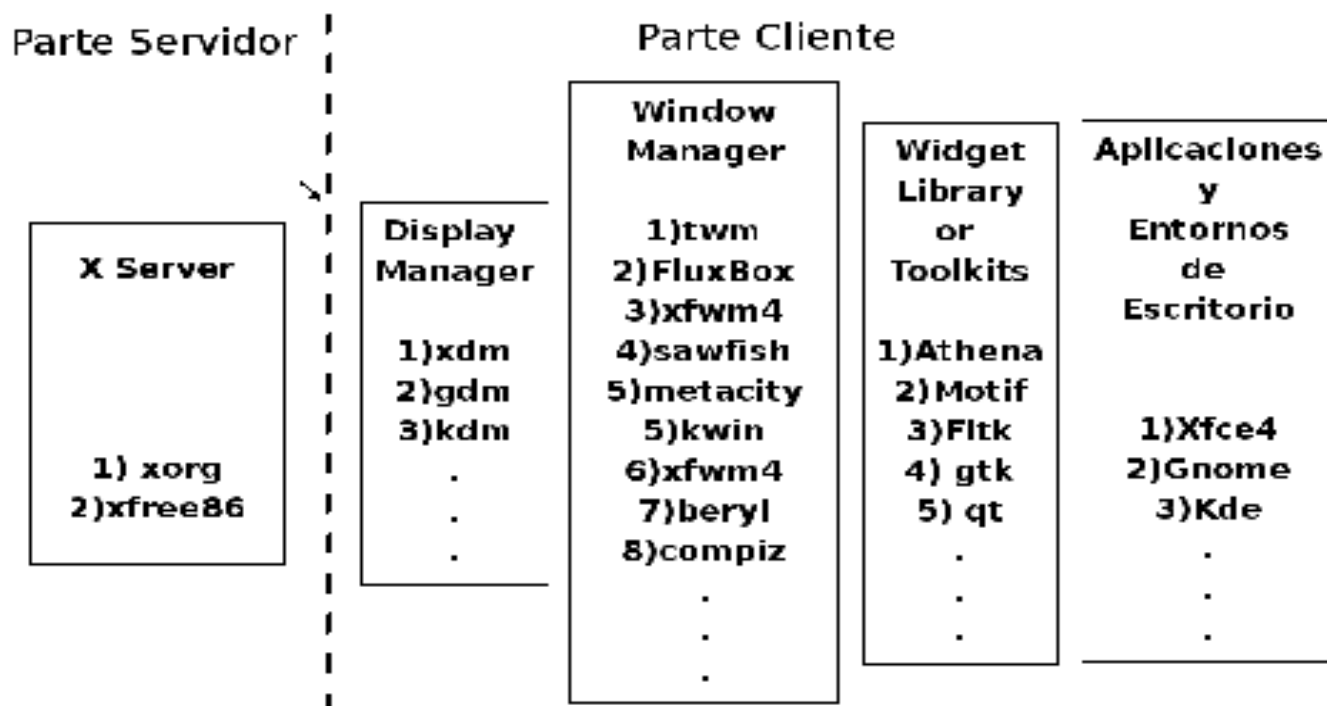 Parte Servidor
Parte Cliente
X Server
1) xorg
2)xfree86
Display
Manager
1)xdm
2)gdm
3)kdm
.
.
.
Window
Manager
1)twm
2)FluxBox
3)xfwm4
4)sawfish
5)metacity
5)kwin
6)xfwm4
7)beryl
8)compiz
.
.
.
Widget
Library
or
Toolkits
1)Athena
2)Motif
3)Fltk
4) gtk
5) qt
.
.
.
Aplicaciones
y
Entornos
de
Escritorio
1)Xfce4
2)Gnome
3)Kde
.
.
.